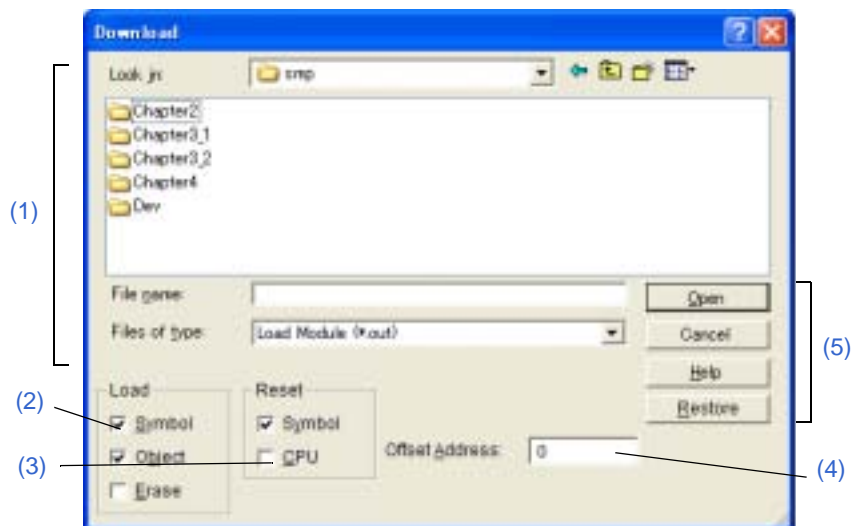 Download
Look in:
smp
Chapter2
Chapter3_1
Chapter3_2
Chapter4
Dev
(1)
File name:
Open
Files of type:
Load Module (*.out)
Cancel
(5)
Help
Restore
Load
Reset
(2)
Symbol
Symbol
(3)
Object
CPU
Offset Address:
0
(4)
Erase